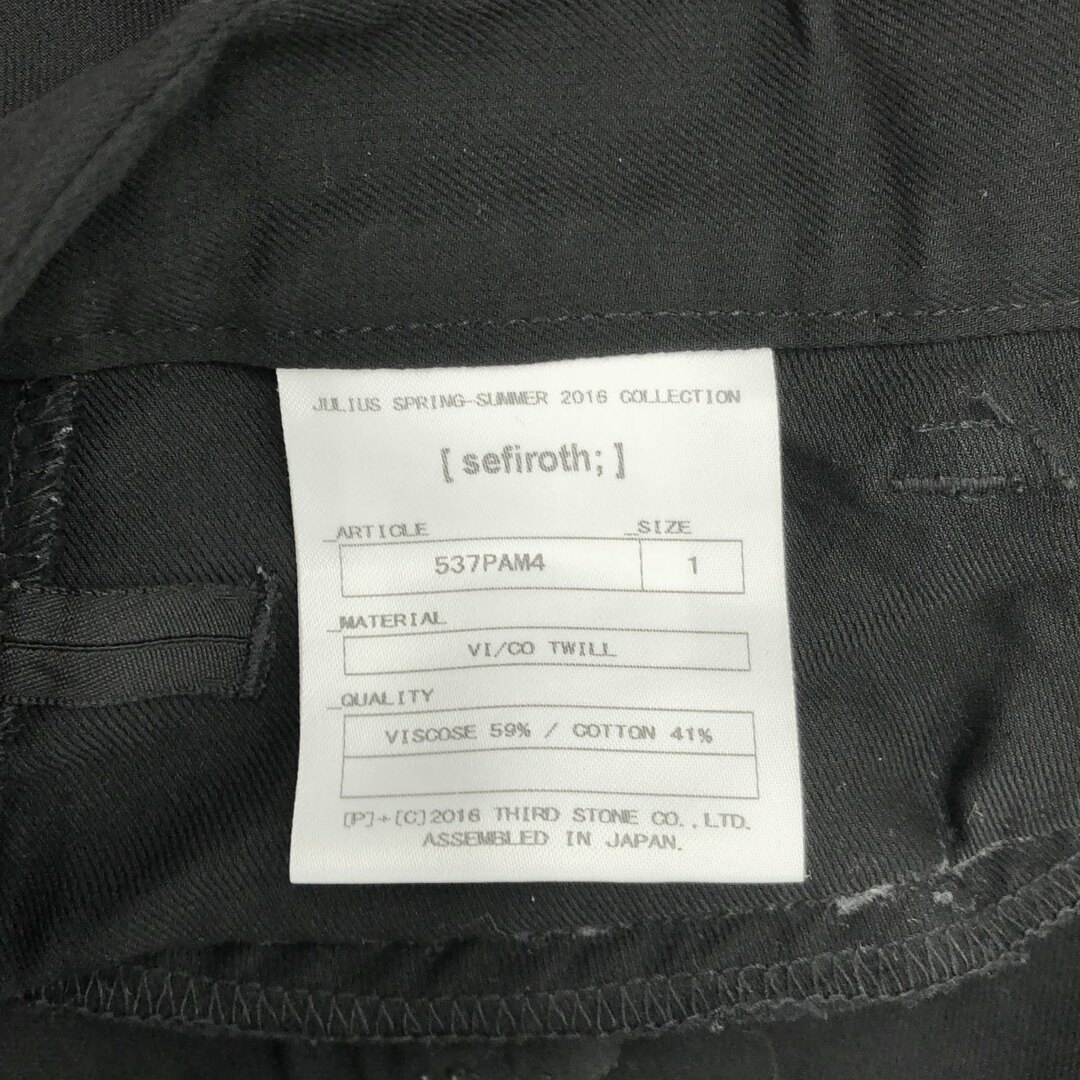 JULIUS SPRING-SUMMER 2016 COLLECTION
[ sefiroth; ]
_ARTICLE _SIZE
537PAM4 1
_MATERIAL
VI/CO TWILL
_QUALITY
VISCOSE 59% / COTTON 41%
[P]+[C]2016 THIRD STONE CO.,LTD.
ASSEMBLED IN JAPAN.